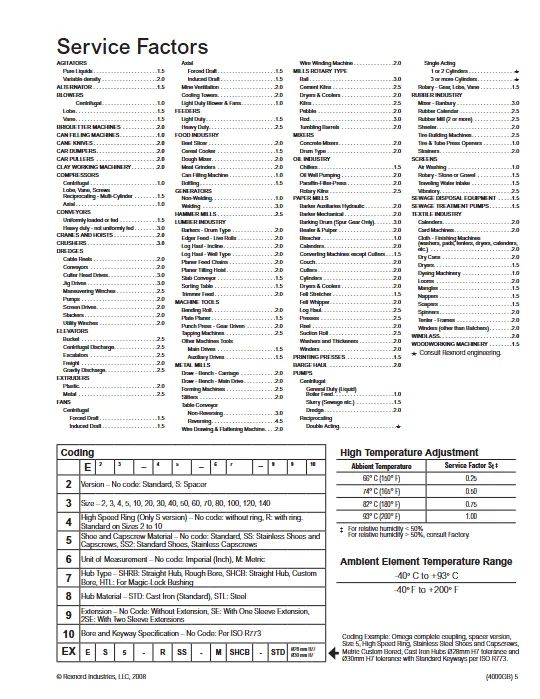 Service Factors
AGITATORS
Pure Liquids 1.5
Variable density 2.0
ALTERNATOR 1.5
BLOWERS
Centrifugal 1.0
Lobe 1.5
Vane 1.5
BRIQUETTER MACHINES 2.0
CAN FILLING MACHINES 1.0
CANE KNIVES 2.0
CAR DUMPERS 2.0
CAR PULLERS 2.0
CLAY WORKING MACHINERY 2.0
COMPRESSORS
Centrifugal 1.0
Lobe, Vane, Screws
Reciprocating - Multi-Cylinder 1.5
Axial 1.0
CONVEYORS
Uniformly loaded or fed 1.5
Heavy duty - not uniformly fed 3.0
CRANES AND HOISTS 2.0
CRUSHERS 3.0
DREDGES
Cable Reels 2.0
Conveyors 2.0
Cutter Head Drives 3.0
Jig Drives 3.0
Maneuvering Winches 2.5
Pumps 2.0
Screen Drives 2.0
Stackers 2.0
Utility Winches 2.0
ELEVATORS
Bucket 2.5
Centrifugal Discharge 2.5
Escalators 2.5
Freight 2.0
Gravity Discharge 2.5
EXTRUDERS
Plastic 2.0
Metal 2.5
FANS
Centrifugal
Forced Draft 1.5
Induced Draft 1.5
Axial
Forced Draft 1.5
Induced Draft 1.5
Mine Ventilation 2.0
Cooling Towers 2.0
Light Duty Blower & Fans 1.0
FEEDERS
Light Duty 1.5
Heavy Duty 2.5
FOOD INDUSTRY
Beet Slicer 2.0
Cereal Cooker 1.5
Dough Mixer 2.0
Meat Grinders 2.0
Can Filling Machine 1.0
Bottling 1.5
GENERATORS
Non-Welding 1.0
Welding 3.0
HAMMER MILLS 2.5
LUMBER INDUSTRY
Barkers - Drum Type 2.0
Edger Feed - Live Rolls 2.0
Log Haul - Incline 2.0
Log Haul - Well Type 2.0
Planer Feed Chains 2.0
Planer Tilting Hoist 2.0
Slab Conveyor 1.5
Sorting Table 1.5
Trimmer Feed 2.0
MACHINE TOOLS
Bending Roll 2.0
Plate Planer 1.5
Punch Press - Gear Driven 2.0
Tapping Machines 2.5
Other Machines Tools
Main Drives 1.5
Auxiliary Drives 1.5
METAL MILLS
Draw - Bench - Carriage 2.0
Draw - Bench - Main Drive 2.0
Forming Machines 2.5
Slitters 2.0
Table Conveyor
Non-Reversing 3.0
Reversing 4.5
Wire Drawing & Flattening Machine 2.0
Wire Winding Machine 2.0
MILLS ROTARY TYPE
Ball 3.0
Cement Kilns 2.5
Dryers & Coolers 2.0
Kilns 2.5
Pebble 2.0
Rod 3.0
Tumbling Barrels 2.0
MIXERS
Concrete Mixers 2.0
Drum Type 2.0
OIL INDUSTRY
Chillers 1.5
Oil Well Pumping 2.0
Paraffin-Filter-Press 2.0
Rotary Kilns 2.5
PAPER MILLS
Barker Auxiliaries Hydraulic 2.0
Barker Mechanical 2.0
Barking Drum (Spur Gear Only) 3.0
Beater & Pulper 2.0
Bleacher 1.0
Calenders 2.0
Converting Machines except Cutters 1.5
Couch 2.0
Cutters 2.0
Cylinders 2.0
Dryers & Coolers 2.0
Felt Stretcher 1.5
Felt Whipper 2.0
Log Haul 2.5
Presses 2.5
Reel 2.0
Suction Roll 2.5
Washers and Thickeners 2.0
Winders 2.0
PRINTING PRESSES 1.5
BARGE HAUL 2.0
PUMPS
Centrifugal
General Duty (Liquid)
Boiler Feed 1.0
Slurry (Sewage etc.) 1.5
Dredge 2.0
Reciprocating
Double Acting ★
Single Acting
1 or 2 Cylinders ★
3 or more Cylinders ★
Rotary - Gear, Lobe, Vane 1.5
RUBBER INDUSTRY
Mixer - Banbury 3.0
Rubber Calendar 2.5
Rubber Mill (2 or more) 2.5
Sheeter 2.0
Tire Building Machines 2.5
Tire & Tube Press Openers 1.0
Strainers 2.0
SCREENS
Air Washing 1.0
Rotary - Stone or Gravel 1.5
Traveling Water Intake 1.5
Vibratory 2.5
SEWAGE DISPOSAL EQUIPMENT 1.5
SEWAGE TREATMENT PUMPS 1.5
TEXTILE INDUSTRY
Calendars 2.0
Card Machines 2.0
Cloth - Finishing Machines
(washers, pads, tenters, dryers, calenders,
etc.) 2.0
Dry Cans 2.0
Dryers 1.5
Dyeing Machinery 1.0
Looms 2.0
Mangles 1.5
Nappers 1.5
Soapers 1.5
Spinners 2.0
Tenter - Frames 2.0
Winders (other than Batchers) 2.0
WINDLASS 2.0
WOODWORKING MACHINERY 1.5
★ Consult Rexnord engineering.
Coding
E 2 3 – 4 5 – 6 7 – 8 9 10
2 Version – No code: Standard, S: Spacer
3 Size – 2, 3, 4, 5, 10, 20, 30, 40, 50, 60, 70, 80, 100, 120, 140
4 High Speed Ring (Only S version) – No code: without ring, R: with ring.
Standard on Sizes 2 to 10
5 Shoe and Capscrew Material – No code: Standard, SS: Stainless Shoes and
Capscrews, SS2: Standard Shoes, Stainless Capscrews
6 Unit of Measurement – No code: Imperial (Inch), M: Metric
7 Hub Type – SHRB: Straight Hub, Rough Bore, SHCB: Straight Hub, Custom
Bore, HTL: For Magic-Lock Bushing
8 Hub Material – STD: Cast Iron (Standard), STL: Steel
9 Extension – No Code: Without Extension, SE: With One Sleeve Extension,
2SE: With Two Sleeve Extensions
10 Bore and Keyway Specification – No Code: Per ISO R773
EX E S 5 - R SS - M SHCB - STD Ø28 mm H7/
Ø30 mm H7
High Temperature Adjustment
Abbient Temperature Service Factor Sf ‡
66° C (150° F) 0.25
74° C (165° F) 0.50
82° C (180° F) 0.75
93° C (200° F) 1.00
‡ For relative humidity < 50%
For relative humidity > 50%, consult Factory.
Ambient Element Temperature Range
-40° C to +93° C
-40° F to +200° F
Coding Example: Omega complete coupling, spacer version,
Size 5, High Speed Ring, Stainless Steel Shoes and Capscrews,
Metric Custom Bored, Cast Iron Hubs Ø28mm H7 tolerance and
Ø30mm H7 tolerance with Standard Keyways per ISO R773.
© Rexnord Industries, LLC, 2008
(4000GB) 5